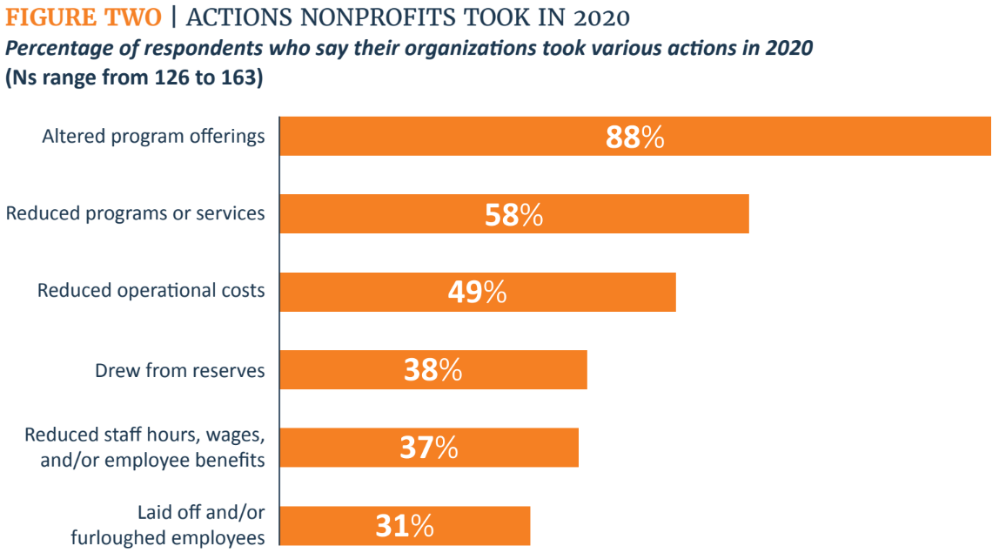 FIGURE TWO | ACTIONS NONPROFITS TOOK IN 2020
Percentage of respondents who say their organizations took various actions in 2020
(Ns range from 126 to 163)
Altered program offerings 88%
Reduced programs or services 58%
Reduced operational costs 49%
Drew from reserves 38%
Reduced staff hours, wages,
and/or employee benefits
37%
Laid off and/or
furloughed employees
31%